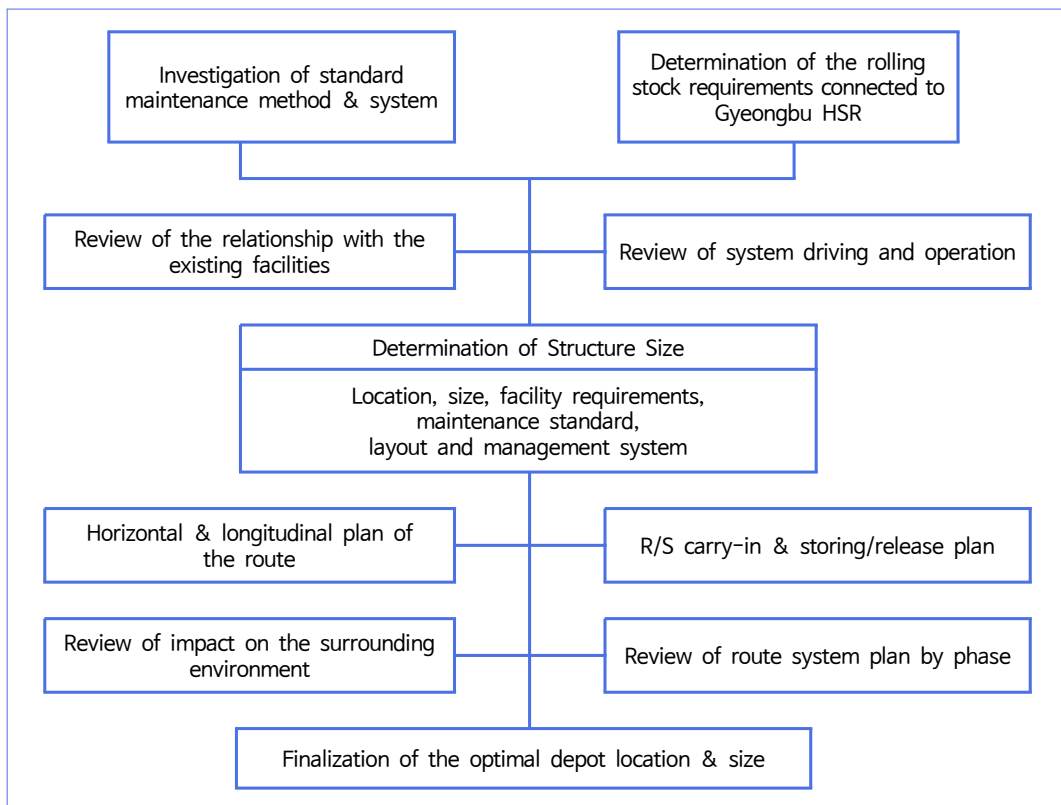 Investigation of standard
maintenance method & system
Determination of the rolling
stock requirements connected to
Gyeongbu HSR
Review of the relationship with the
existing facilities
Review of system driving and operation
Determination of Structure Size
Location, size, facility requirements,
maintenance standard,
layout and management system
Horizontal & longitudinal plan of
the route
R/S carry-in & storing/release plan
Review of impact on the surrounding
environment
Review of route system plan by phase
Finalization of the optimal depot location & size